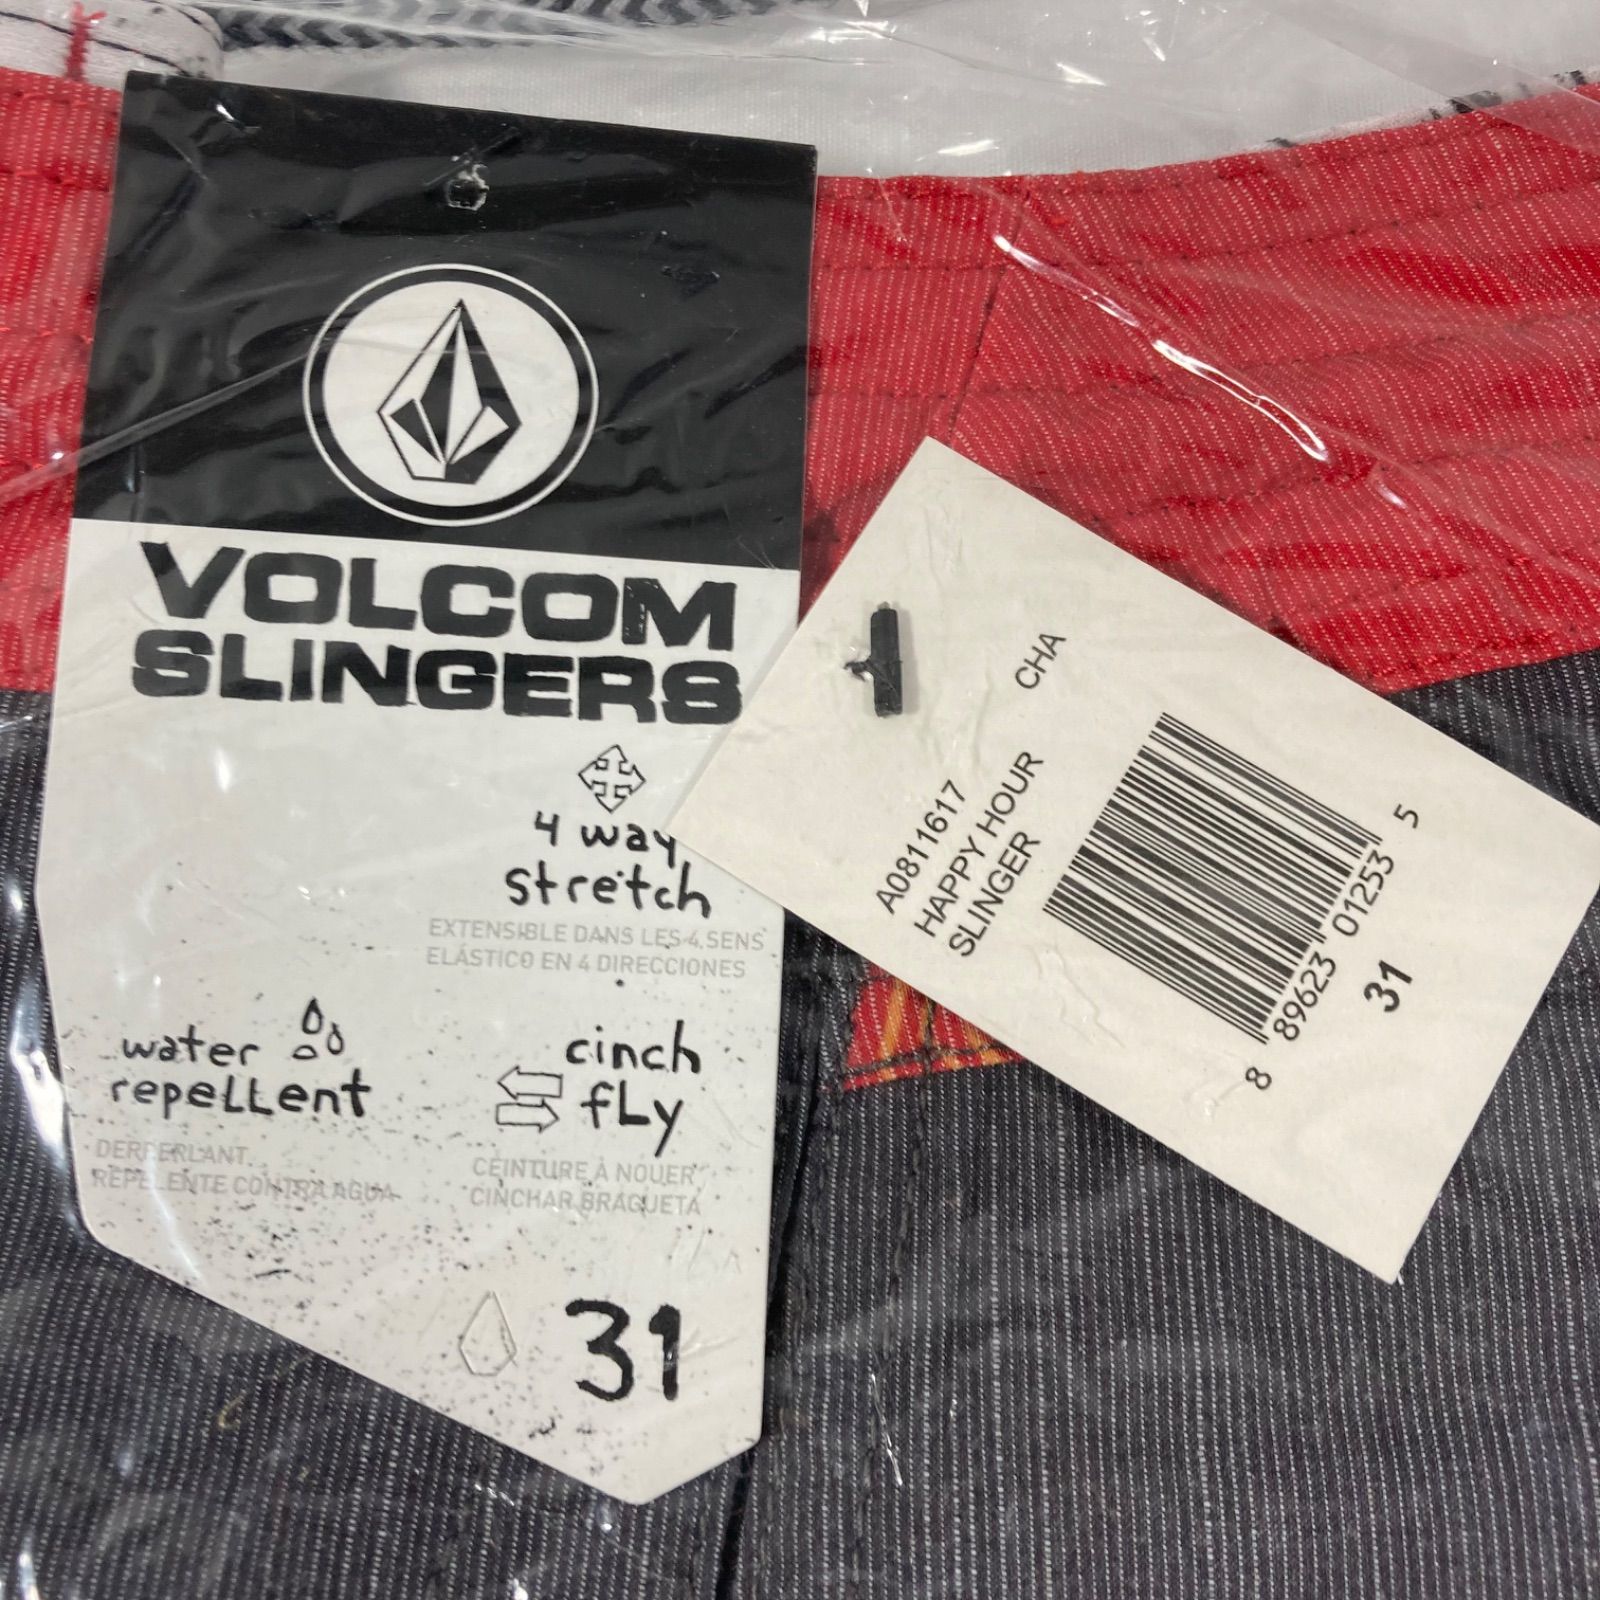 VOLCOM
SLINGERS
4 way
stretch
EXTENSIBLE DANS LES 4 SENS
ELÁSTICO EN 4 DIRECCIONES
water
repellent
DEPERLANT
REPELENTE CONTRA AGUA
cinch
fly
CEINTURE À NOUER
CINCHAR BRAGUETA
31
A0811617 CHA
HAPPY HOUR
SLINGER
8 89623 01253 5
31